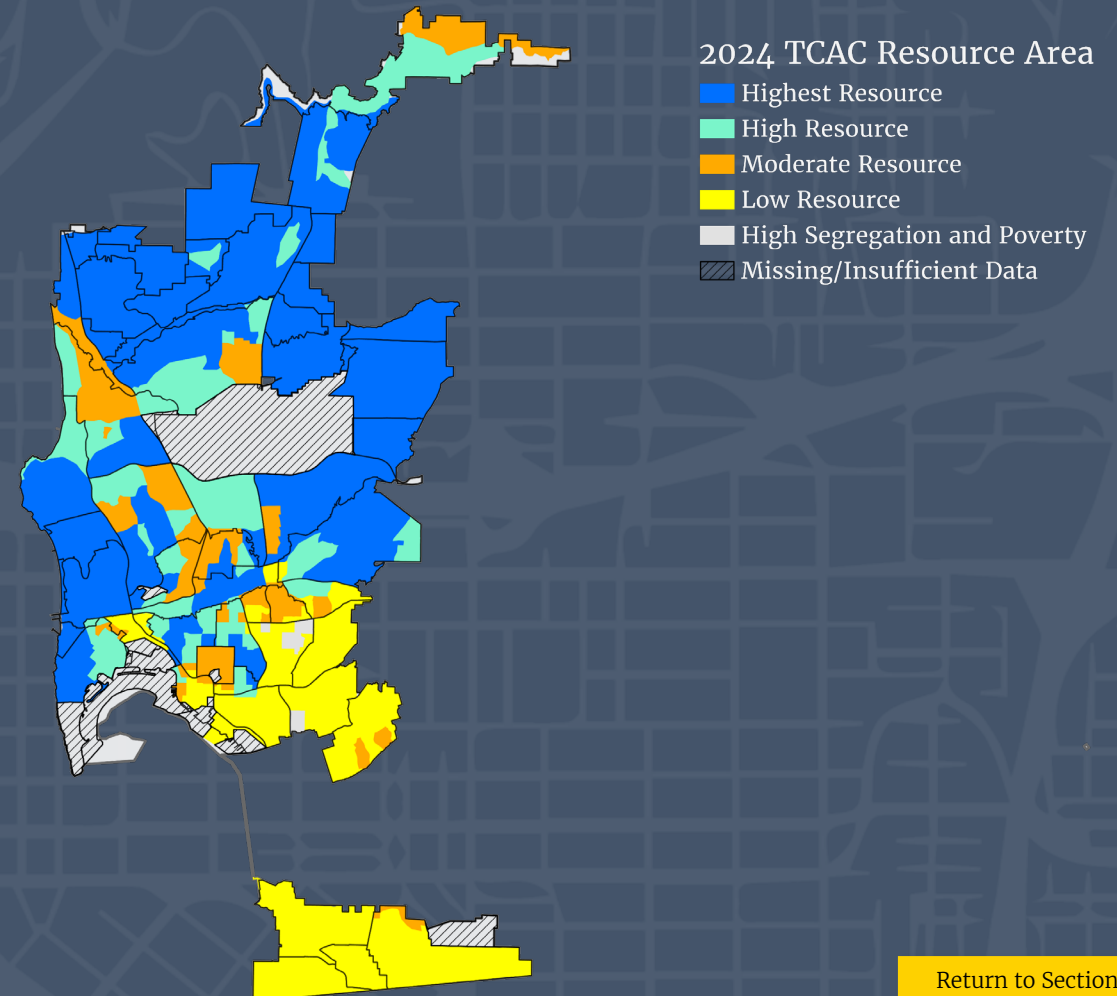 2024 TCAC Resource Area
Highest Resource
High Resource
Moderate Resource
Low Resource
High Segregation and Poverty
Missing/Insufficient Data
Return to Section